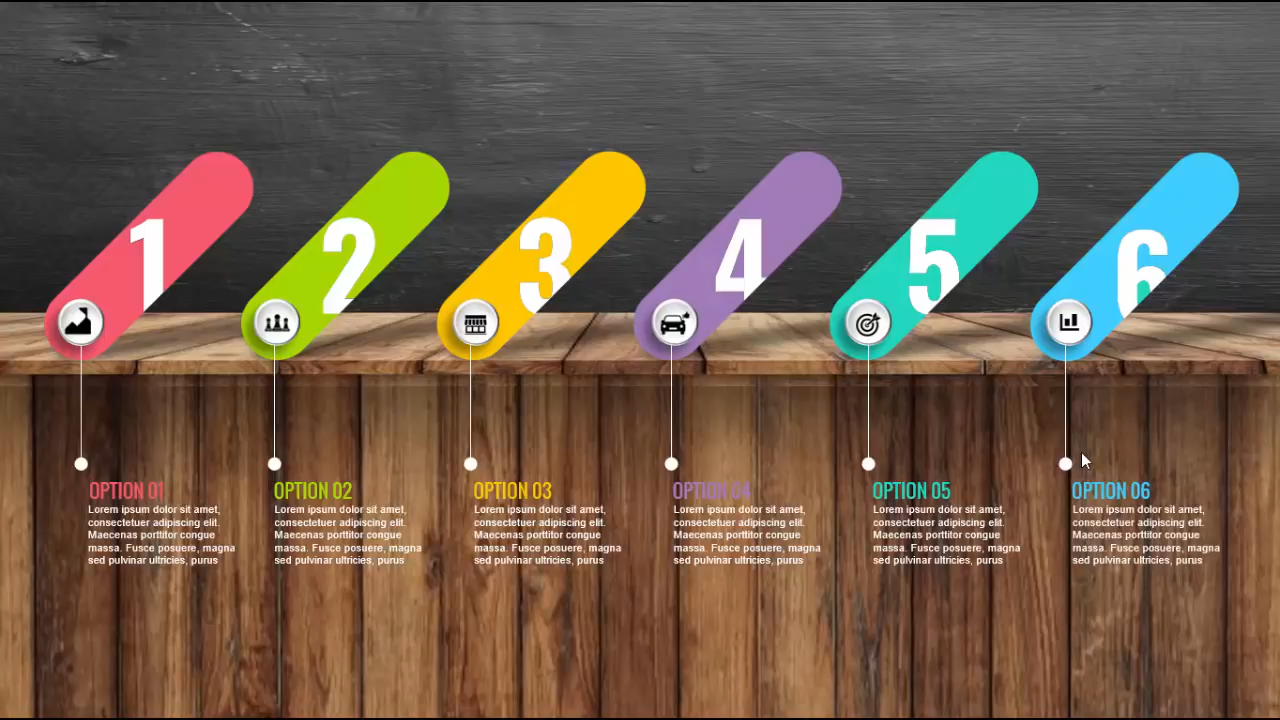 1
2
3
4
5
6
OPTION 01
Lorem ipsum dolor sit amet,
consectetuer adipiscing elit.
Maecenas porttitor congue
massa. Fusce posuere, magna
sed pulvinar ultricies, purus
OPTION 02
Lorem ipsum dolor sit amet,
consectetuer adipiscing elit.
Maecenas porttitor congue
massa. Fusce posuere, magna
sed pulvinar ultricies, purus
OPTION 03
Lorem ipsum dolor sit amet,
consectetuer adipiscing elit.
Maecenas porttitor congue
massa. Fusce posuere, magna
sed pulvinar ultricies, purus
OPTION 04
Lorem ipsum dolor sit amet,
consectetuer adipiscing elit.
Maecenas porttitor congue
massa. Fusce posuere, magna
sed pulvinar ultricies, purus
OPTION 05
Lorem ipsum dolor sit amet,
consectetuer adipiscing elit.
Maecenas porttitor congue
massa. Fusce posuere, magna
sed pulvinar ultricies, purus
OPTION 06
Lorem ipsum dolor sit amet,
consectetuer adipiscing elit.
Maecenas porttitor congue
massa. Fusce posuere, magna
sed pulvinar ultricies, purus